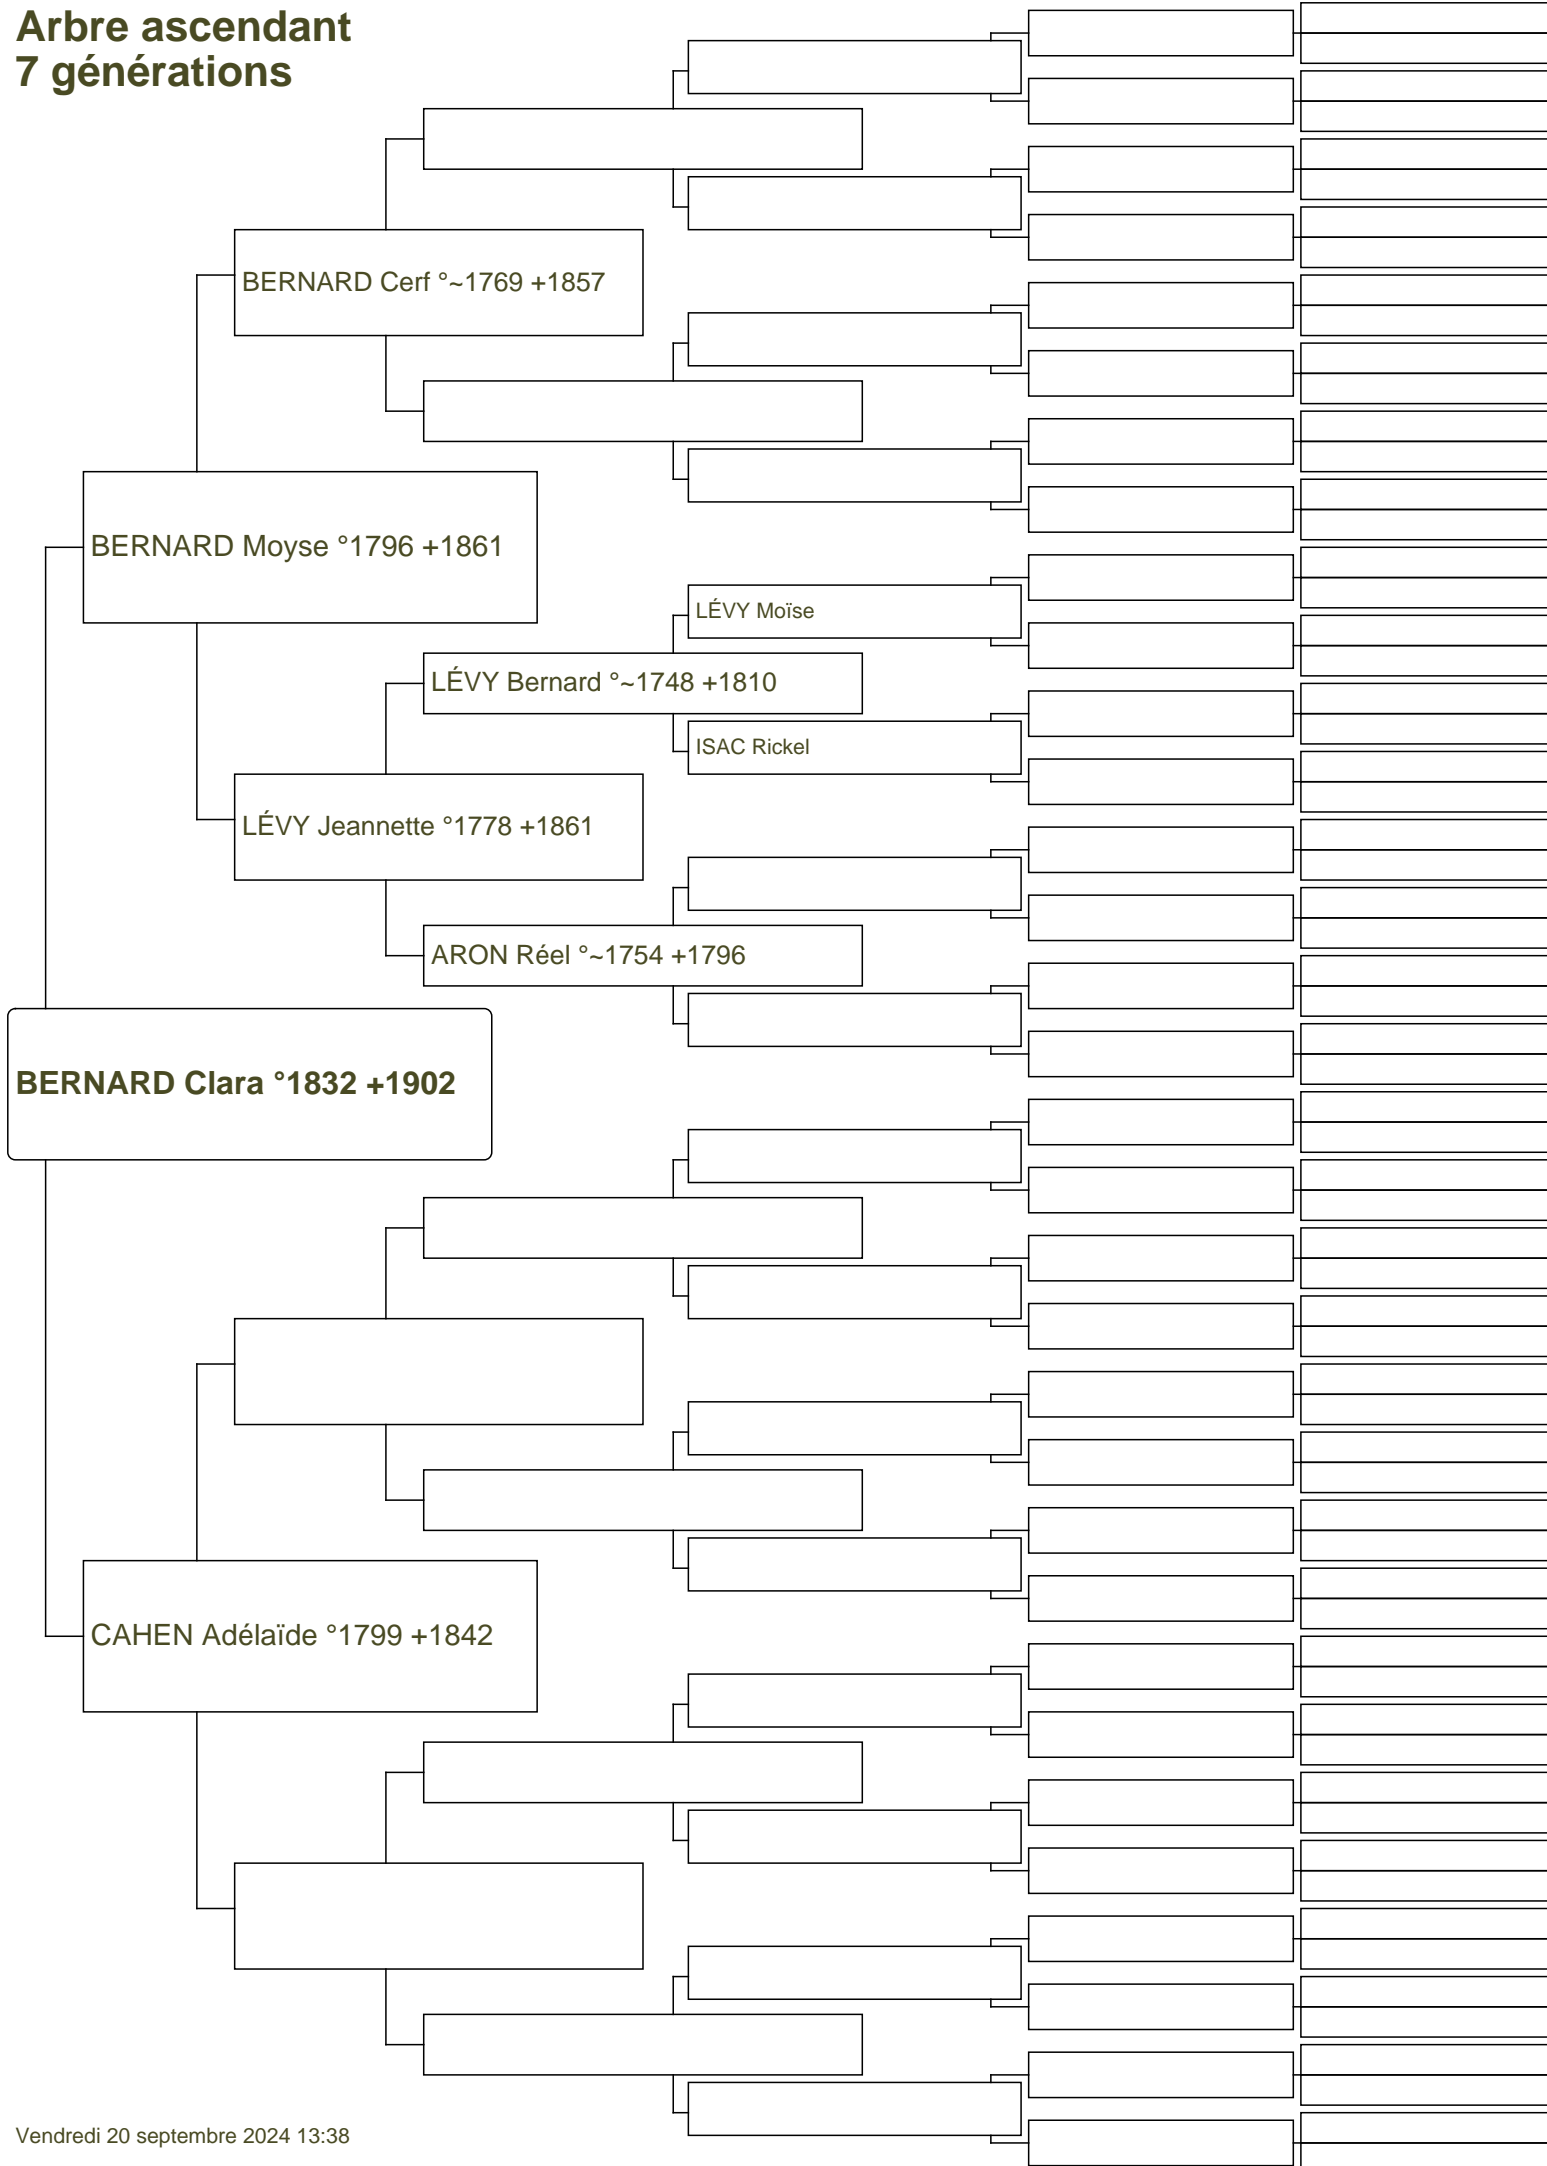 Arbre ascendant
7 générations
BERNARD Cerf °~1769 +1857
BERNARD Moyse °1796 +1861
LÉVY Moïse
LÉVY Bernard °~1748 +1810
ISAC Rickel
LÉVY Jeannette °1778 +1861
ARON Réel °~1754 +1796
BERNARD Clara °1832 +1902
CAHEN Adélaïde °1799 +1842
Vendredi 20 septembre 2024 13:38